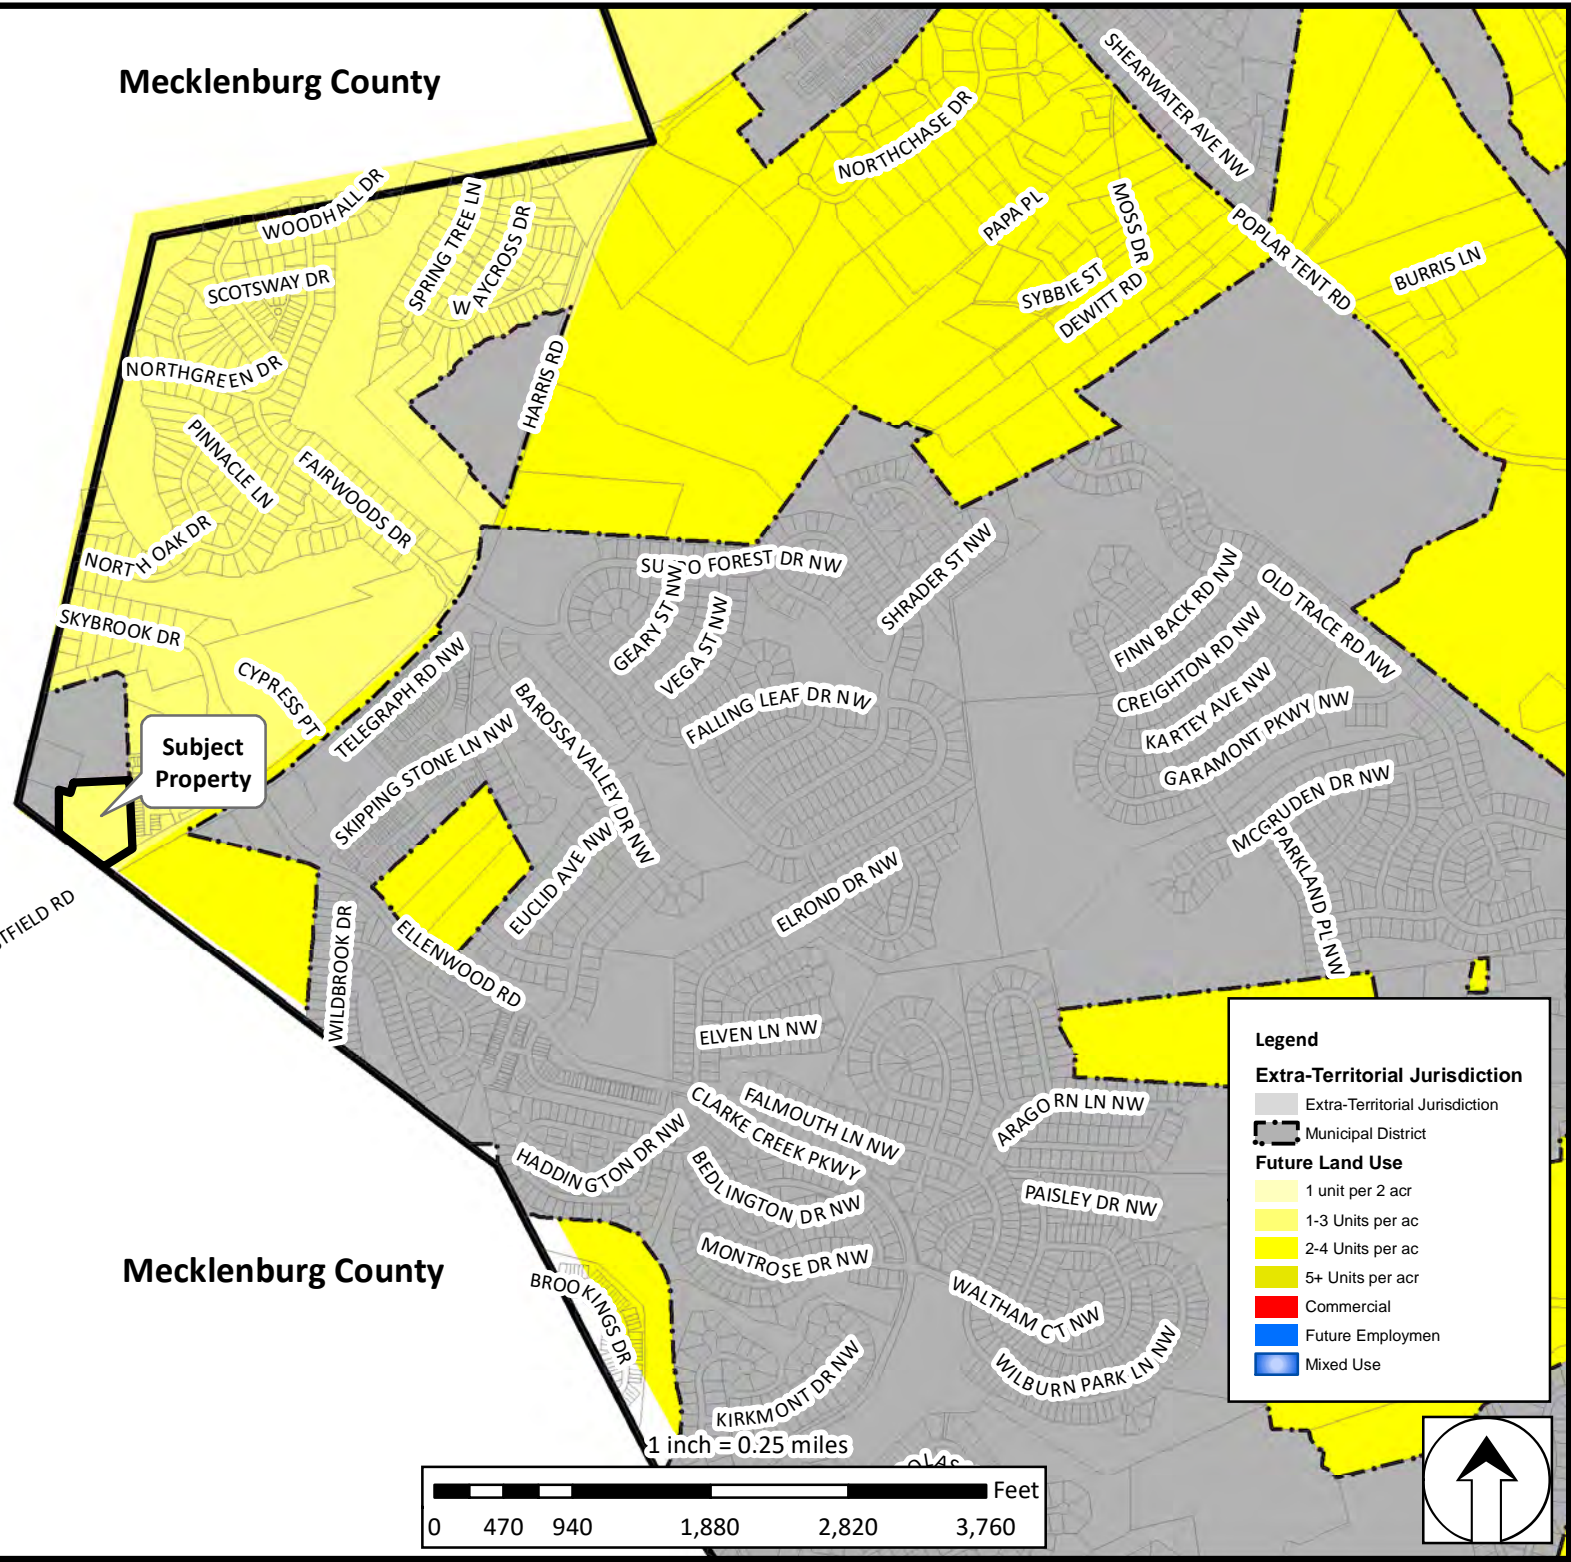 Mecklenburg County
SHEARWATER AVE NW
NORTHCHASE DR
WOODHALL DR
SPRING TREE LN
WAYCROSS DR
PAPA PL
MOSS DR
POPLAR TENT RD
BURRIS LN
SCOTSWAY DR
SYBBIE ST
DEWITT RD
NORTHGREEN DR
HARRIS RD
PINNACLE LN
FAIRWOODS DR
NORTH OAK DR
FOREST DR NW
SHRADER ST NW
FINN BACK RD NW
OLD TRACE RD NW
SKYBROOK DR
GEARY ST NW
VEGA ST NW
CREIGHTON RD NW
CYPRESS PT
TELEGRAPH RD NW
BAROSSA VALLEY DR NW
FALLING LEAF DR NW
KARTEY AVE NW
GARAMONT PKWY NW
Subject
Property
SKIPPING STONE LN NW
MCGRUDEN DR NW
EUCLID AVE NW
ELROND DR NW
PARKLAND PL NW
TFIELD RD
WILDBROOK DR
ELLENWOOD RD
ELVEN LN NW
CLARKE CREEK PKWY
FALMOUTH LN NW
ARAGORN LN NW
HADDINGTON DR NW
BEDLINGTON DR NW
PAISLEY DR NW
MONTROSE DR NW
Mecklenburg County
BROOKINGS DR
WALTHAM CT NW
WILBURN PARK LN NW
KIRKMONT DR NW
Legend
Extra-Territorial Jurisdiction
Extra-Territorial Jurisdiction
Municipal District
Future Land Use
1 unit per 2 acr
1-3 Units per ac
2-4 Units per ac
5+ Units per acr
Commercial
Future Employmen
Mixed Use
1 inch = 0.25 miles
Feet
0 470 940 1,880 2,820 3,760